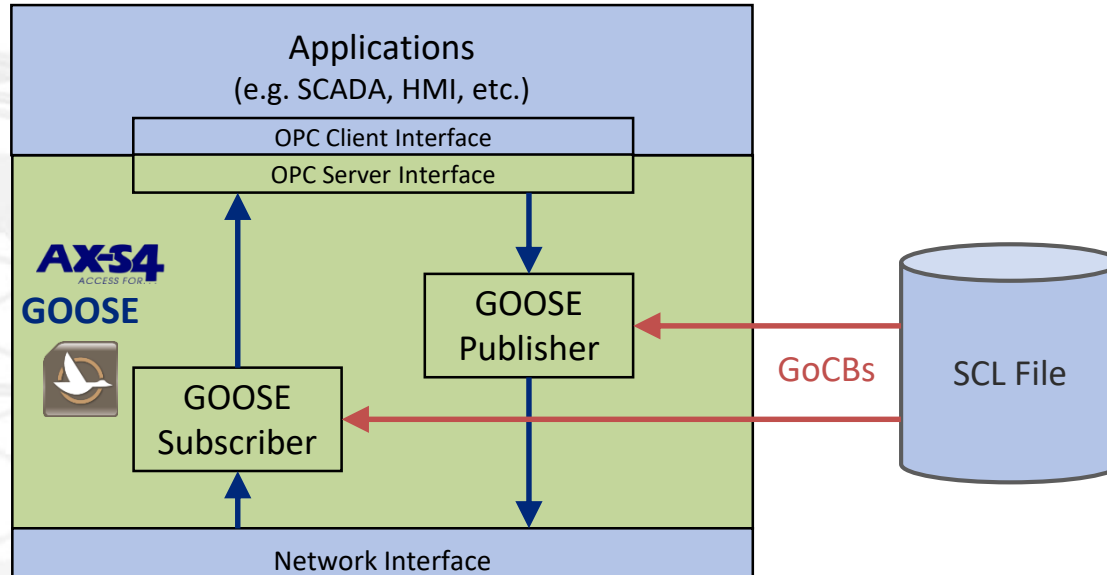 Applications
(e.g. SCADA, HMI, etc.)
OPC Client Interface
OPC Server Interface
AX-S4
ACCESS FOR...
GOOSE
GOOSE
Publisher
GoCBs
SCL File
GOOSE
Subscriber
Network Interface